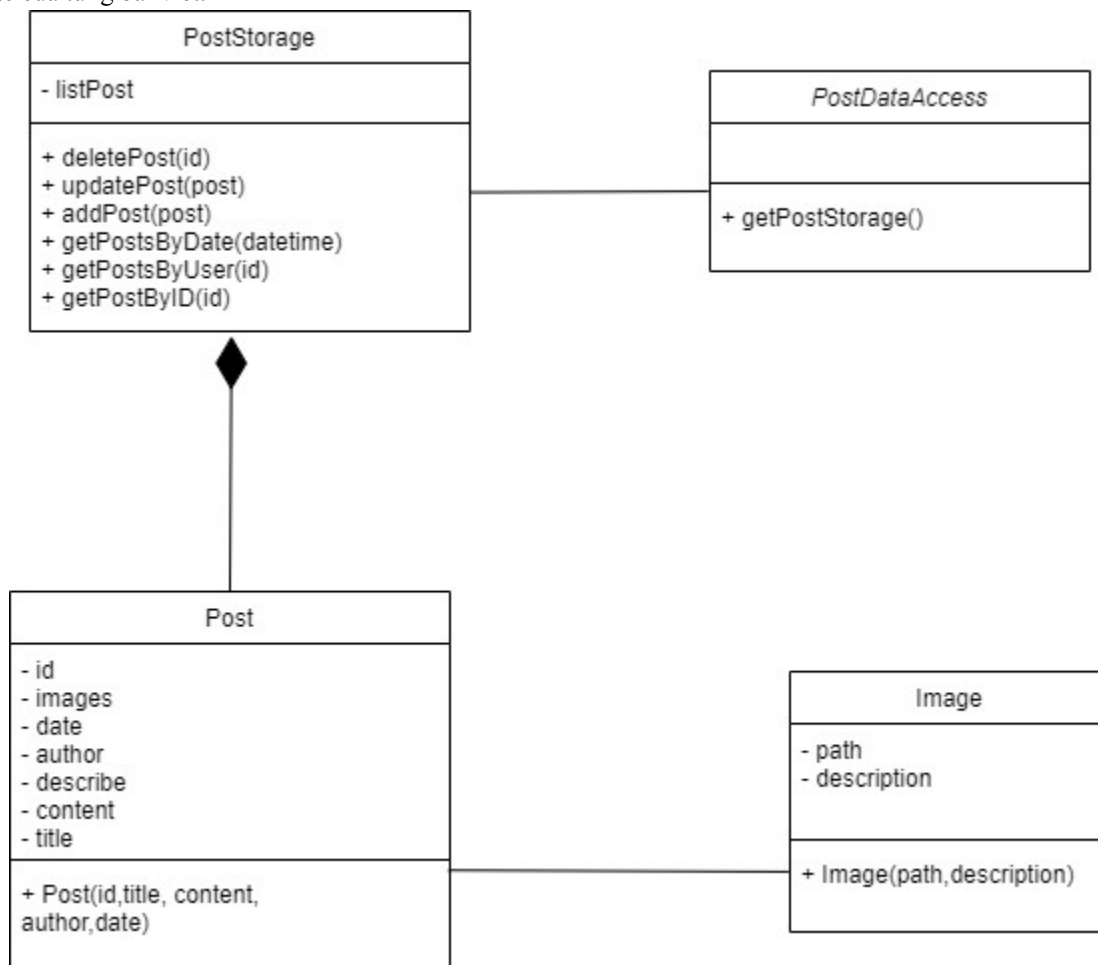 PostStorage
- listPost
+ deletePost(id)
+ updatePost(post)
+ addPost(post)
+ getPostsByDate(datetime)
+ getPostsByUser(id)
+ getPostByID(id)
PostDataAccess
+ getPostStorage()
Post
- id
- images
- date
- author
- describe
- content
- title
+ Post(id,title, content,
author,date)
Image
- path
- description
+ Image(path,description)